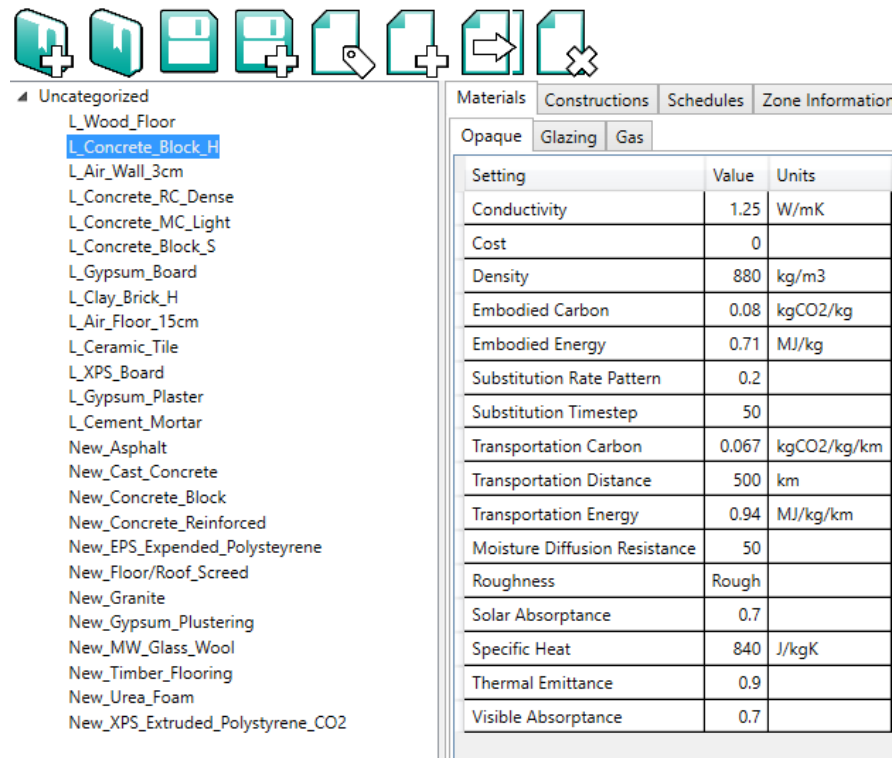 Uncategorized
L_Wood_Floor
L_Concrete_Block_H
L_Air_Wall_3cm
L_Concrete_RC_Dense
L_Concrete_MC_Light
L_Concrete_Block_S
L_Gypsum_Board
L_Clay_Brick_H
L_Air_Floor_15cm
L_Ceramic_Tile
L_XPS_Board
L_Gypsum_Plaster
L_Cement_Mortar
New_Asphalt
New_Cast_Concrete
New_Concrete_Block
New_Concrete_Reinforced
New_EPS_Expended_Polysteyrene
New_Floor/Roof_Screed
New_Granite
New_Gypsum_Plustering
New_MW_Glass_Wool
New_Timber_Flooring
New_Urea_Foam
New_XPS_Extruded_Polystyrene_CO2
Materials Constructions Schedules Zone Information
Opaque Glazing Gas
Setting Value Units
Conductivity 1.25 W/mK
Cost 0
Density 880 kg/m3
Embodied Carbon 0.08 kgCO2/kg
Embodied Energy 0.71 MJ/kg
Substitution Rate Pattern 0.2
Substitution Timestep 50
Transportation Carbon 0.067 kgCO2/kg/km
Transportation Distance 500 km
Transportation Energy 0.94 MJ/kg/km
Moisture Diffusion Resistance 50
Roughness Rough
Solar Absorptance 0.7
Specific Heat 840 J/kgK
Thermal Emittance 0.9
Visible Absorptance 0.7